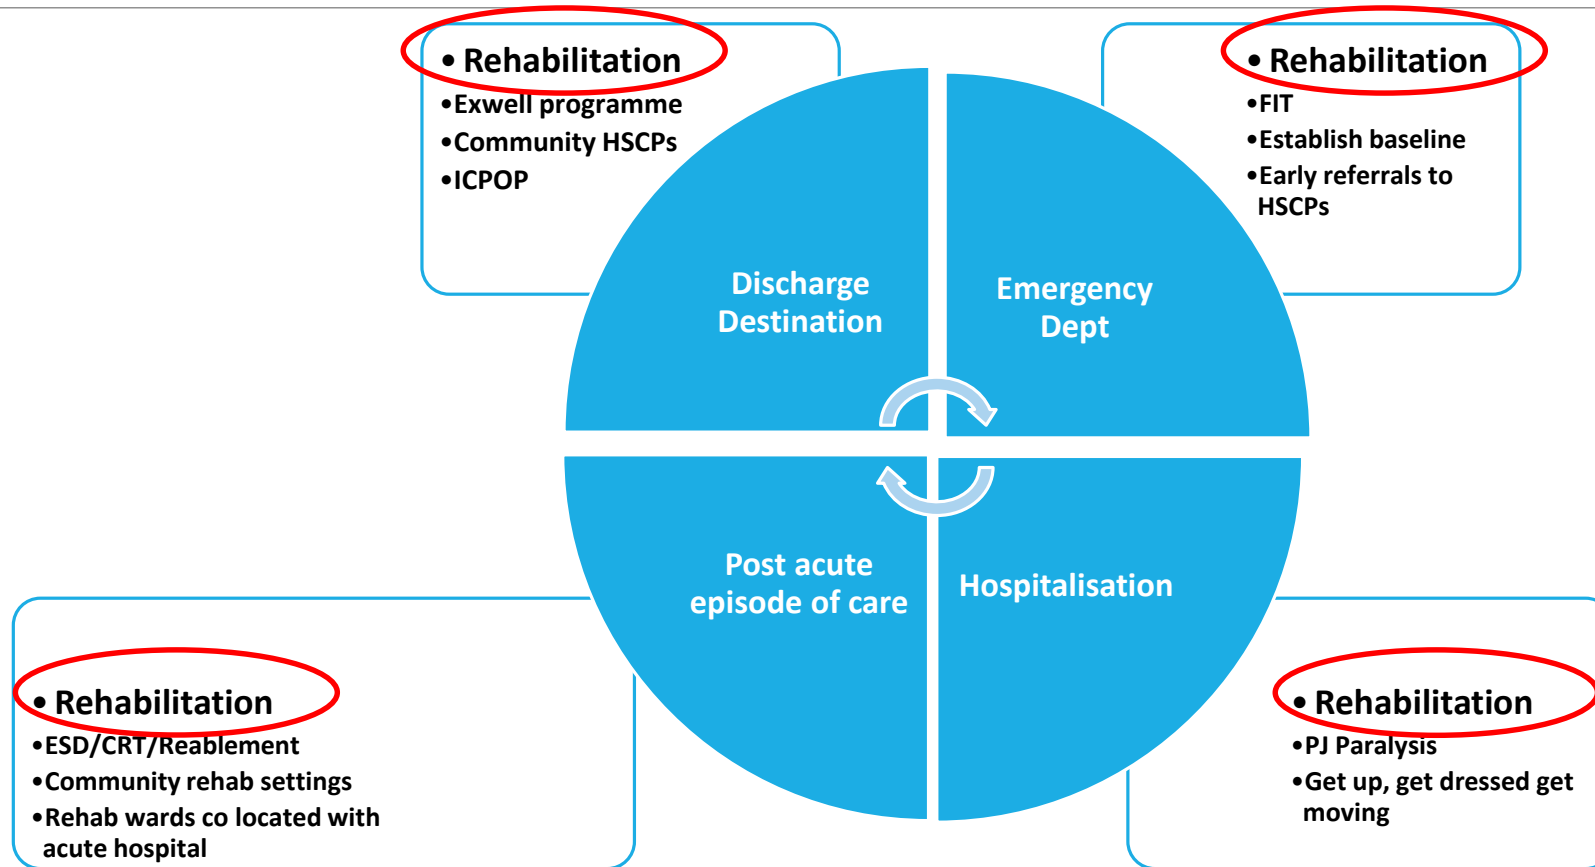 • Rehabilitation
•Exwell programme
•Community HSCPs
•ICPOP
• Rehabilitation
•FIT
•Establish baseline
•Early referrals to
HSCPs
Discharge
Destination
Emergency
Dept
Post acute
episode of care
Hospitalisation
• Rehabilitation
•ESD/CRT/Reablement
•Community rehab settings
•Rehab wards co located with
acute hospital
• Rehabilitation
•PJ Paralysis
•Get up, get dressed get
moving